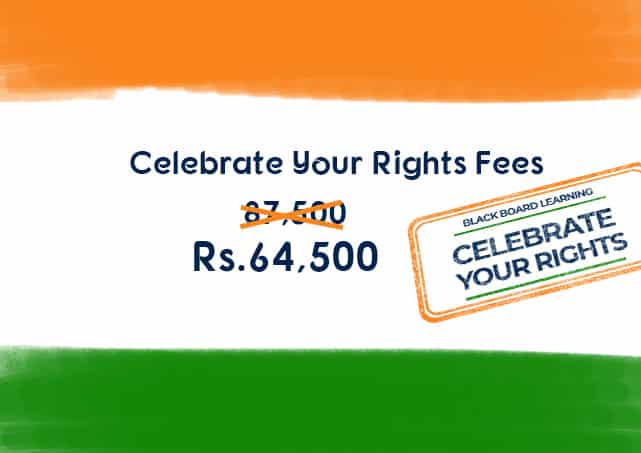 Celebrate Your Rights Fees
87,500
Rs.64,500
BLACK BOARD LEARNING
CELEBRATE
YOUR RIGHTS